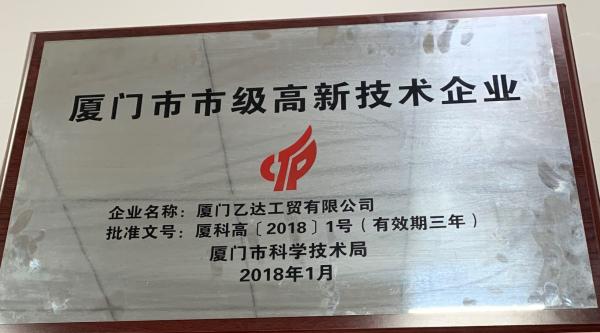 厦门市市级高新技术企业
CTP
企业名称：厦门乙达工贸有限公司
批准文号：厦科高〔2018〕1号（有效期三年）
厦门市科学技术局
2018年1月